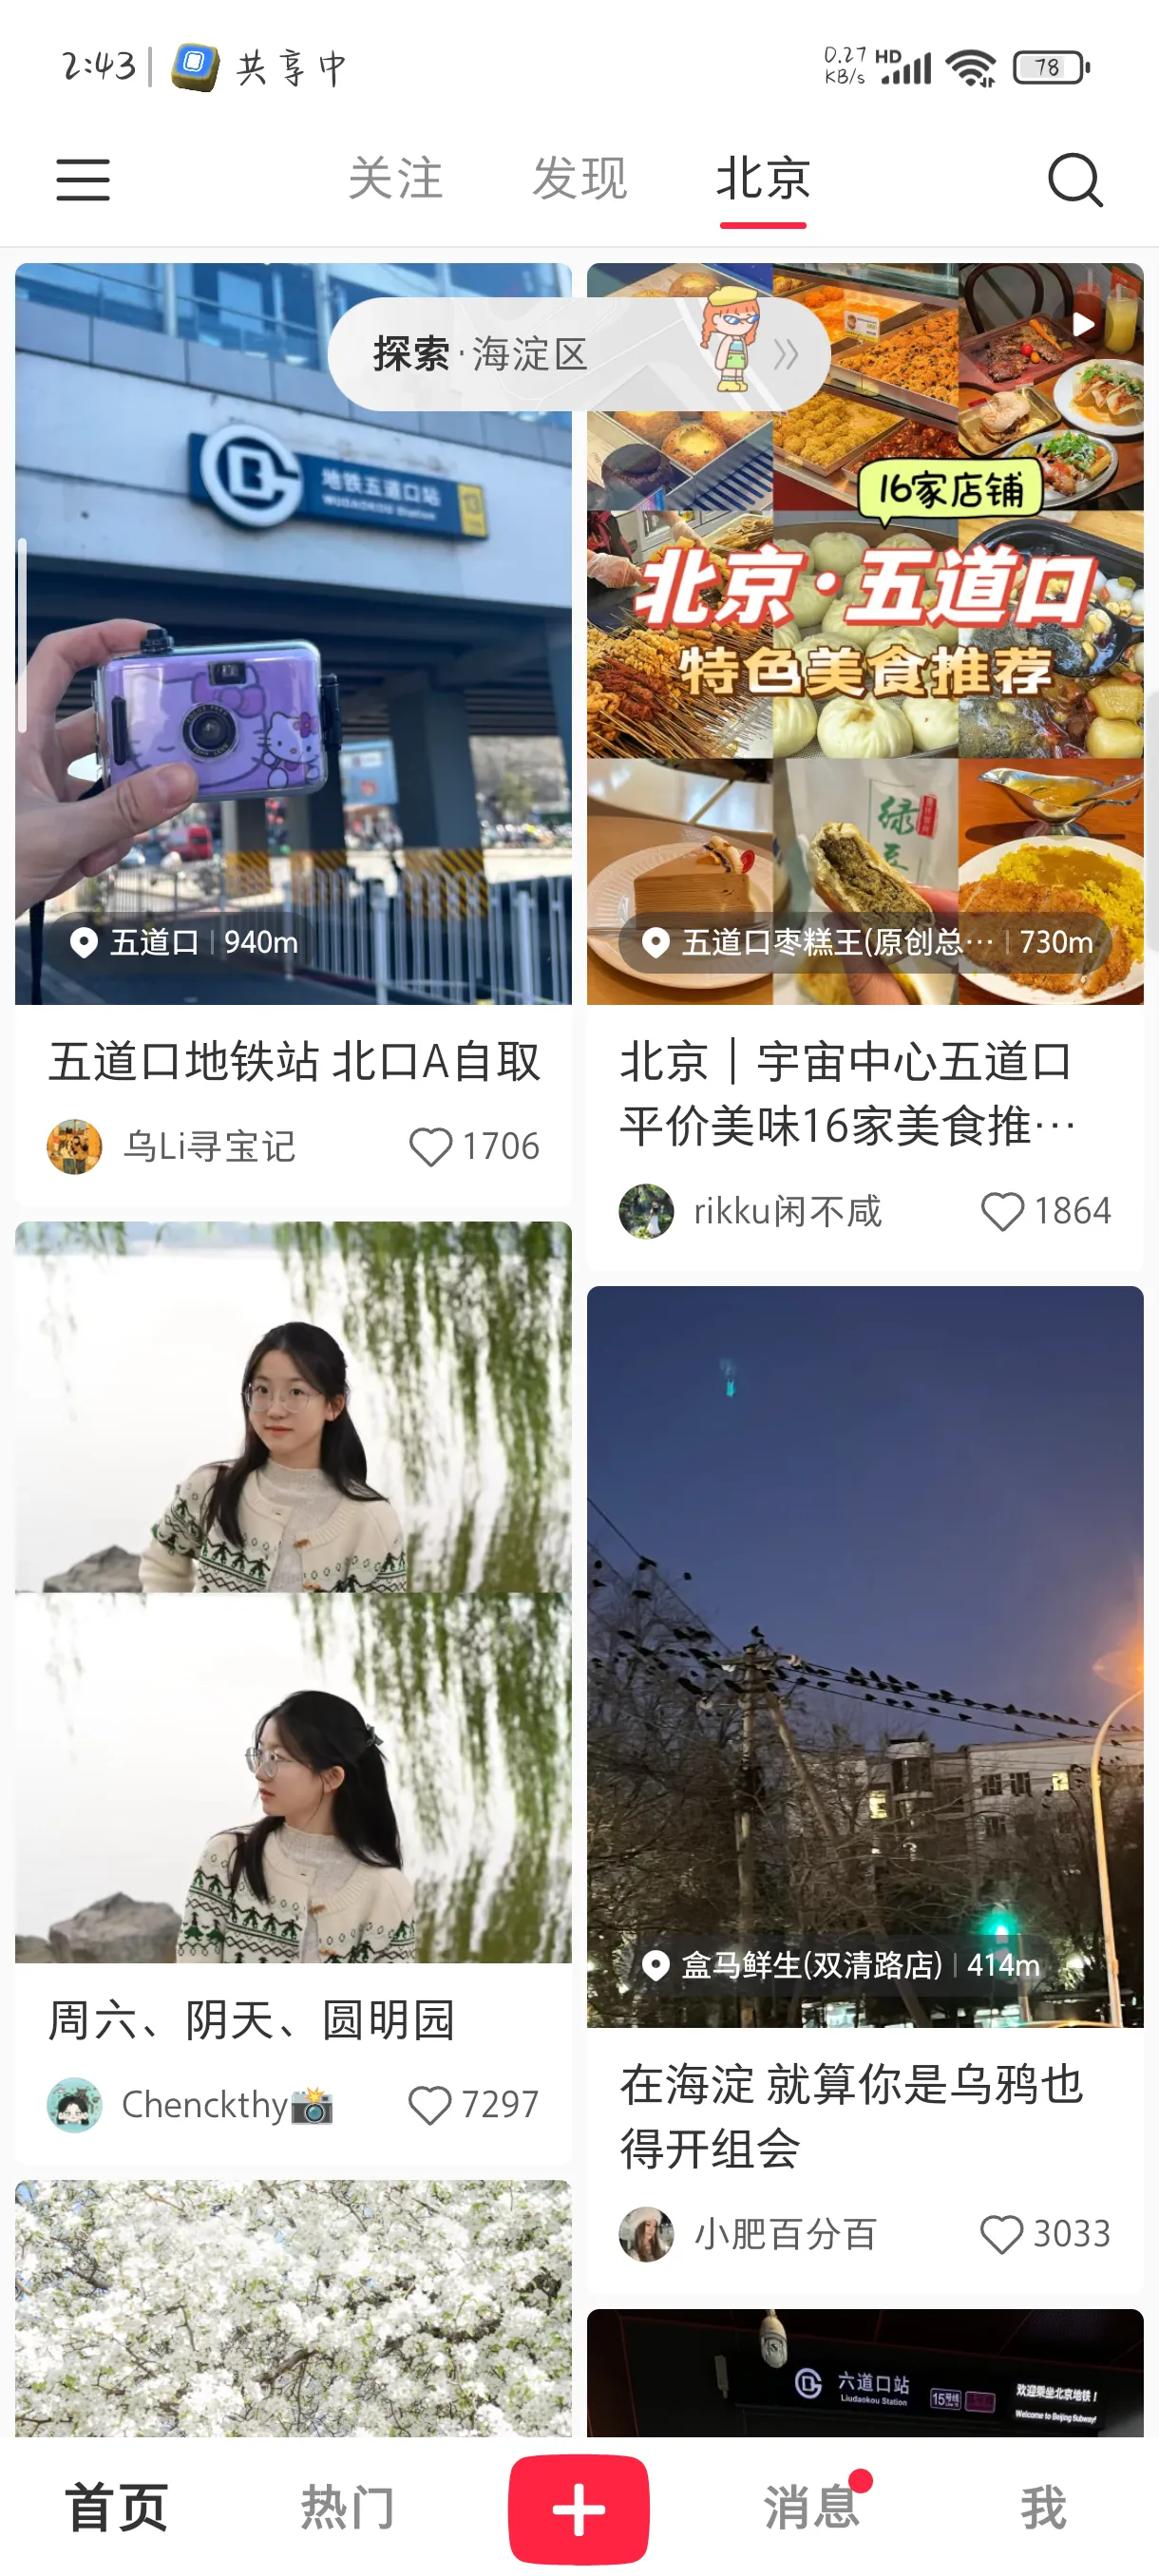 2:43
共享中
0.27 KB/s
HD
78
关注
发现
北京
探索·海淀区
地铁五道口站
WUDAOKOU Station
五道口 | 940m
五道口地铁站 北口A自取
乌Li寻宝记
1706
16家店铺
北京·五道口
特色美食推荐
绿豆
五道口枣糕王(原创总… | 730m
北京｜宇宙中心五道口
平价美味16家美食推…
rikku闲不咸
1864
周六、阴天、圆明园
Chenckthy
7297
盒马鲜生(双清路店) | 414m
在海淀 就算你是乌鸦也
得开组会
小肥百分百
3033
六道口站
Liudaokou Station
15号线
欢迎乘坐北京地铁！
Welcome to Beijing Subway!
首页
热门
消息
我